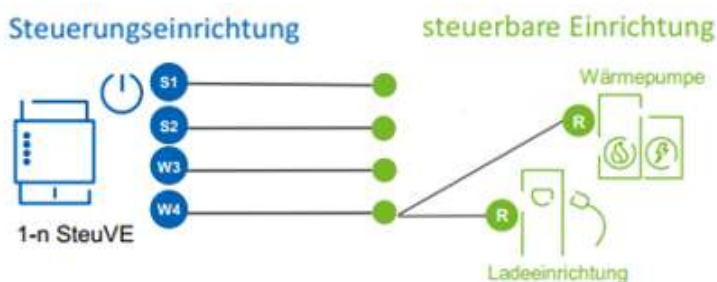 Steuerungseinrichtung
steuerbare Einrichtung
Wärmepumpe
S1
S2
R
W3
W4
R
1-n SteuVE
Ladeeinrichtung